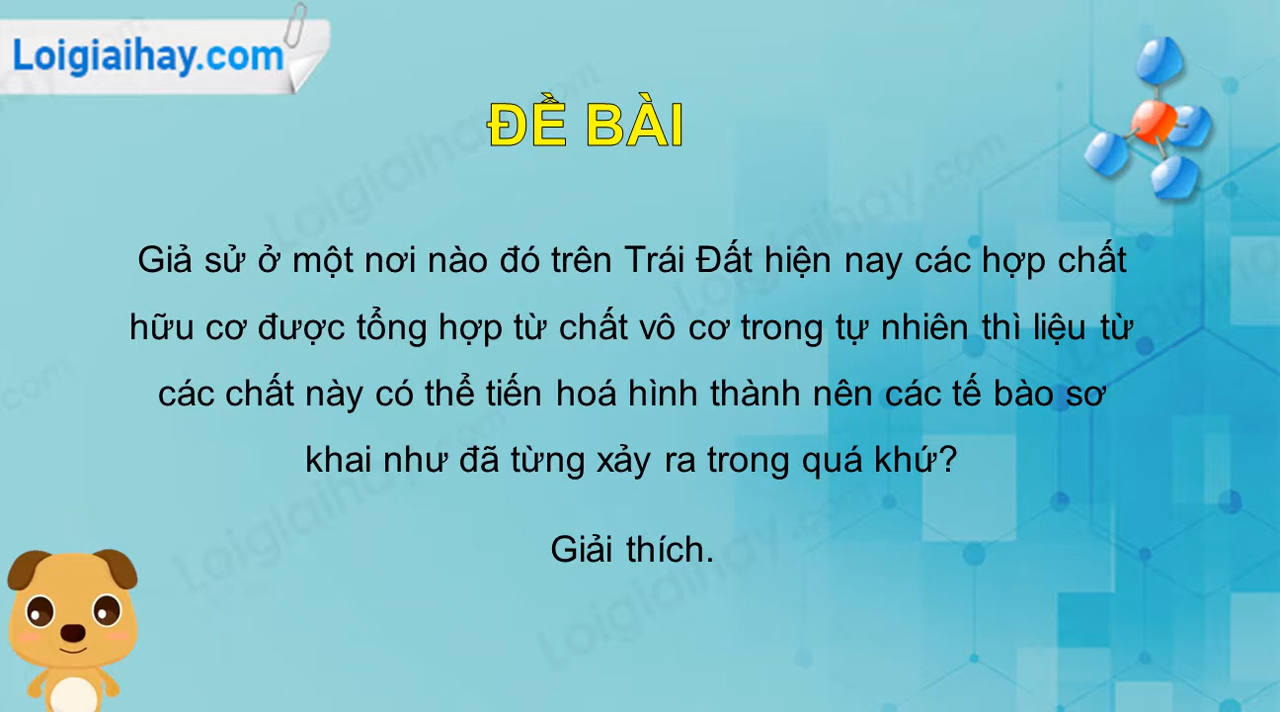 Loigiaihay.com
ĐỀ BÀI
Giả sử ở một nơi nào đó trên Trái Đất hiện nay các hợp chất
hữu cơ được tổng hợp từ chất vô cơ trong tự nhiên thì liệu từ
các chất này có thể tiến hoá hình thành nên các tế bào sơ
khai như đã từng xảy ra trong quá khứ?
Giải thích.